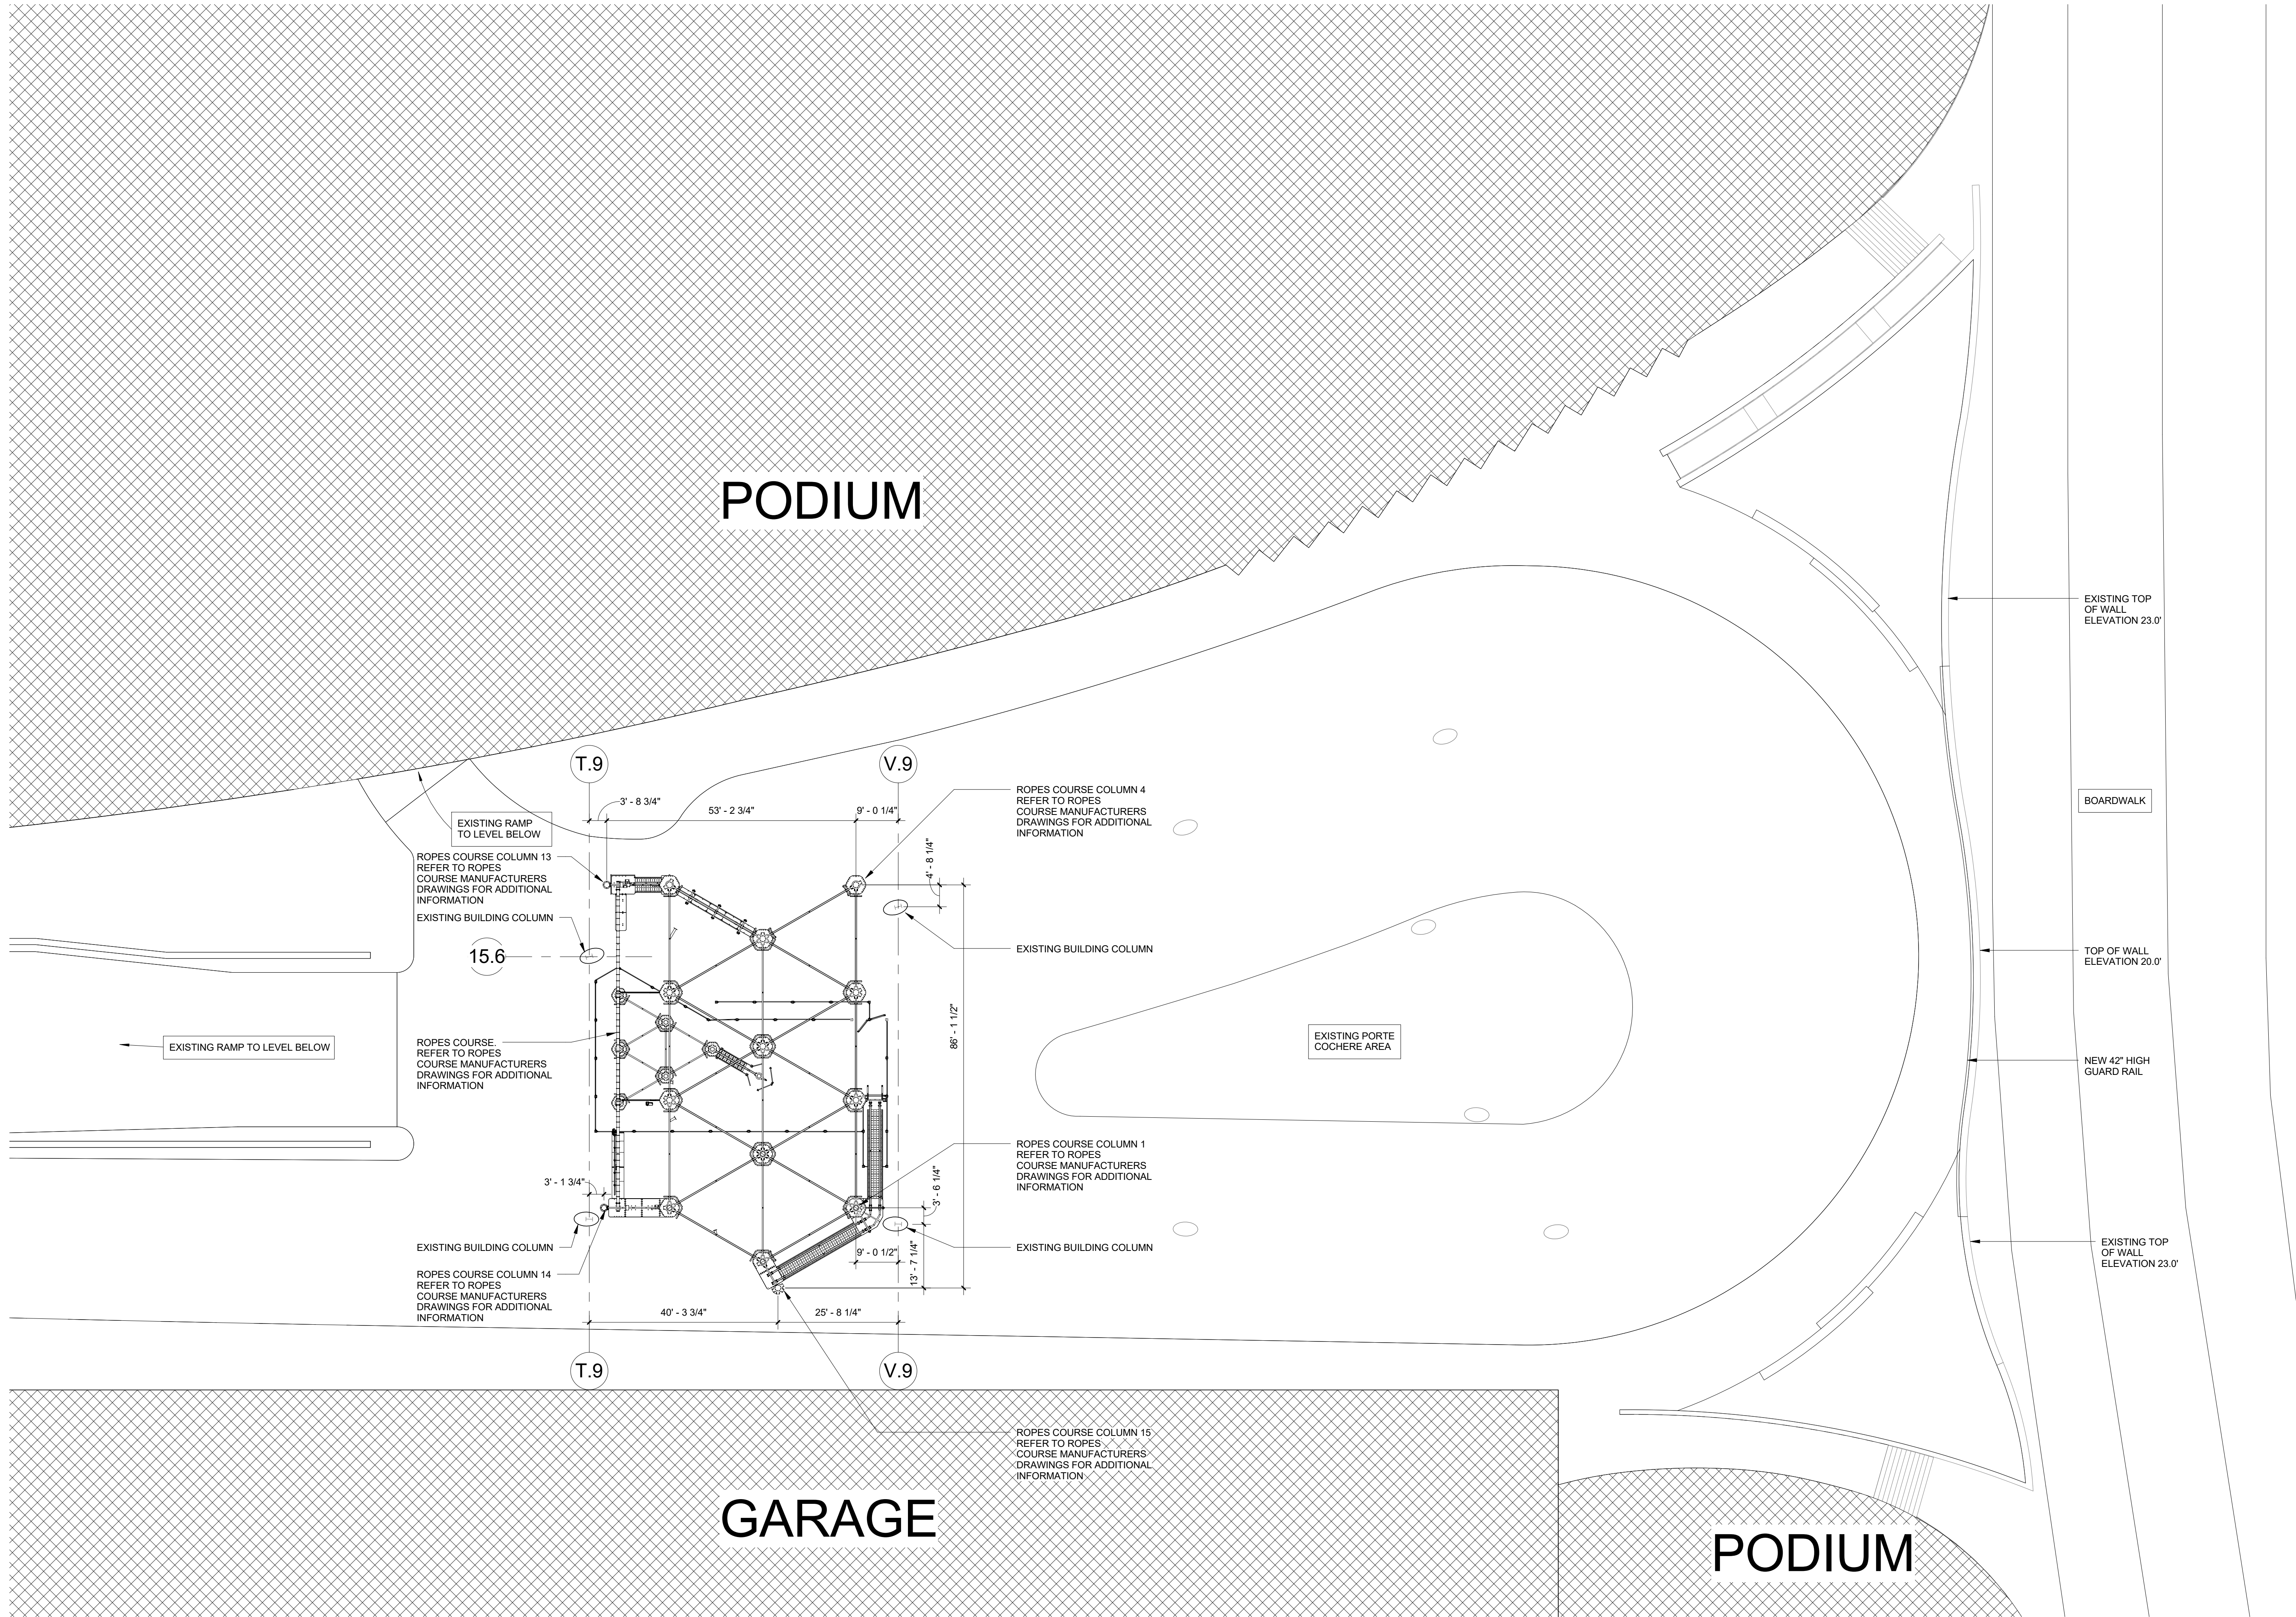 PODIUM
EXISTING TOP
OF WALL
ELEVATION 23.0'
T.9
V.9
BOARDWALK
3' - 8 3/4"
53' - 2 3/4"
9' - 0 1/4"
ROPES COURSE COLUMN 4
REFER TO ROPES
COURSE MANUFACTURERS
DRAWINGS FOR ADDITIONAL
INFORMATION
EXISTING RAMP
TO LEVEL BELOW
4' - 8 1/4"
ROPES COURSE COLUMN 13
REFER TO ROPES
COURSE MANUFACTURERS
DRAWINGS FOR ADDITIONAL
INFORMATION
EXISTING BUILDING COLUMN
15.6
EXISTING BUILDING COLUMN
TOP OF WALL
ELEVATION 20.0'
86' - 1 1/2"
EXISTING RAMP TO LEVEL BELOW
ROPES COURSE.
REFER TO ROPES
COURSE MANUFACTURERS
DRAWINGS FOR ADDITIONAL
INFORMATION
EXISTING PORTE
COCHERE AREA
NEW 42" HIGH
GUARD RAIL
ROPES COURSE COLUMN 1
REFER TO ROPES
COURSE MANUFACTURERS
DRAWINGS FOR ADDITIONAL
INFORMATION
3' - 1 3/4"
3' - 6 1/4"
EXISTING BUILDING COLUMN
9' - 0 1/2"
13' - 7 1/4"
EXISTING BUILDING COLUMN
EXISTING TOP
OF WALL
ELEVATION 23.0'
ROPES COURSE COLUMN 14
REFER TO ROPES
COURSE MANUFACTURERS
DRAWINGS FOR ADDITIONAL
INFORMATION
40' - 3 3/4"
25' - 8 1/4"
T.9
V.9
ROPES COURSE COLUMN 15
REFER TO ROPES
COURSE MANUFACTURERS
DRAWINGS FOR ADDITIONAL
INFORMATION
GARAGE
PODIUM